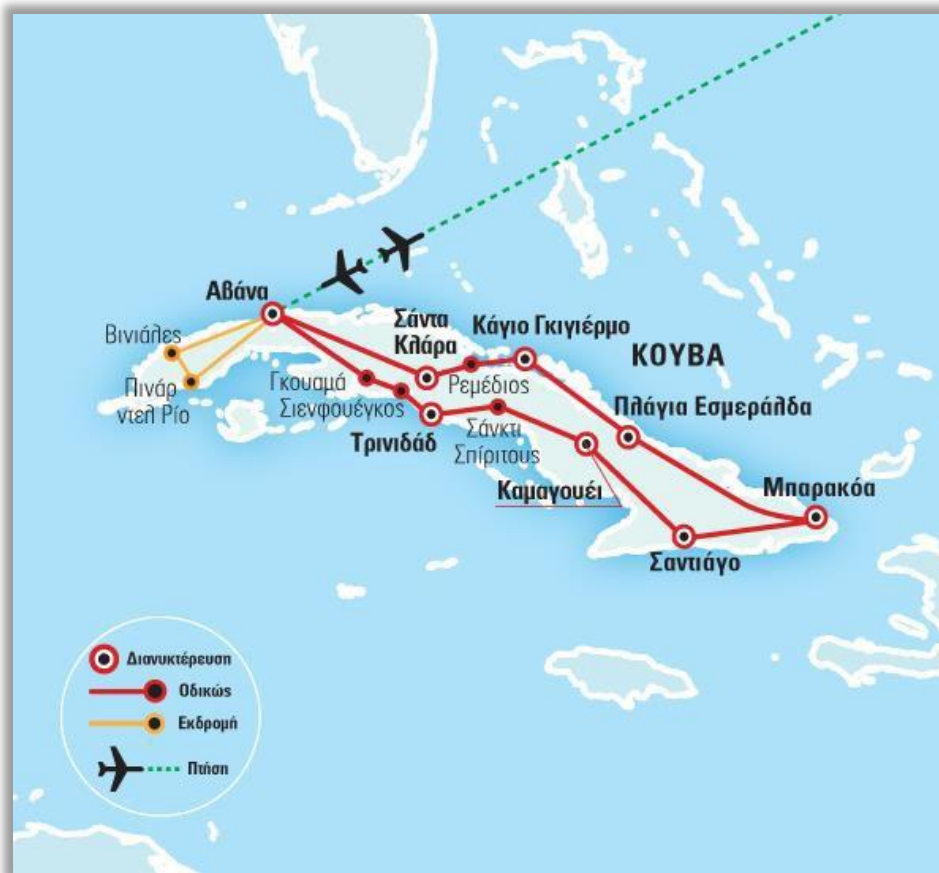 Αβάνα
Βινιάλες
Πινάρ
ντελ Ρίο
Σάντα
Κλάρα
Κάγιο Γκιγιέρμο
ΚΟΥΒΑ
Ρεμέδιος
Γκουαμά
Σιενφουέγκος
Τρινιδάδ
Σάνκτι
Σπίριτους
Πλάγια Εσμεράλδα
Καμαγουέι
Μπαρακόα
Σαντιάγο
Διανυκτέρευση
Οδικώς
Εκδρομή
Πτήση